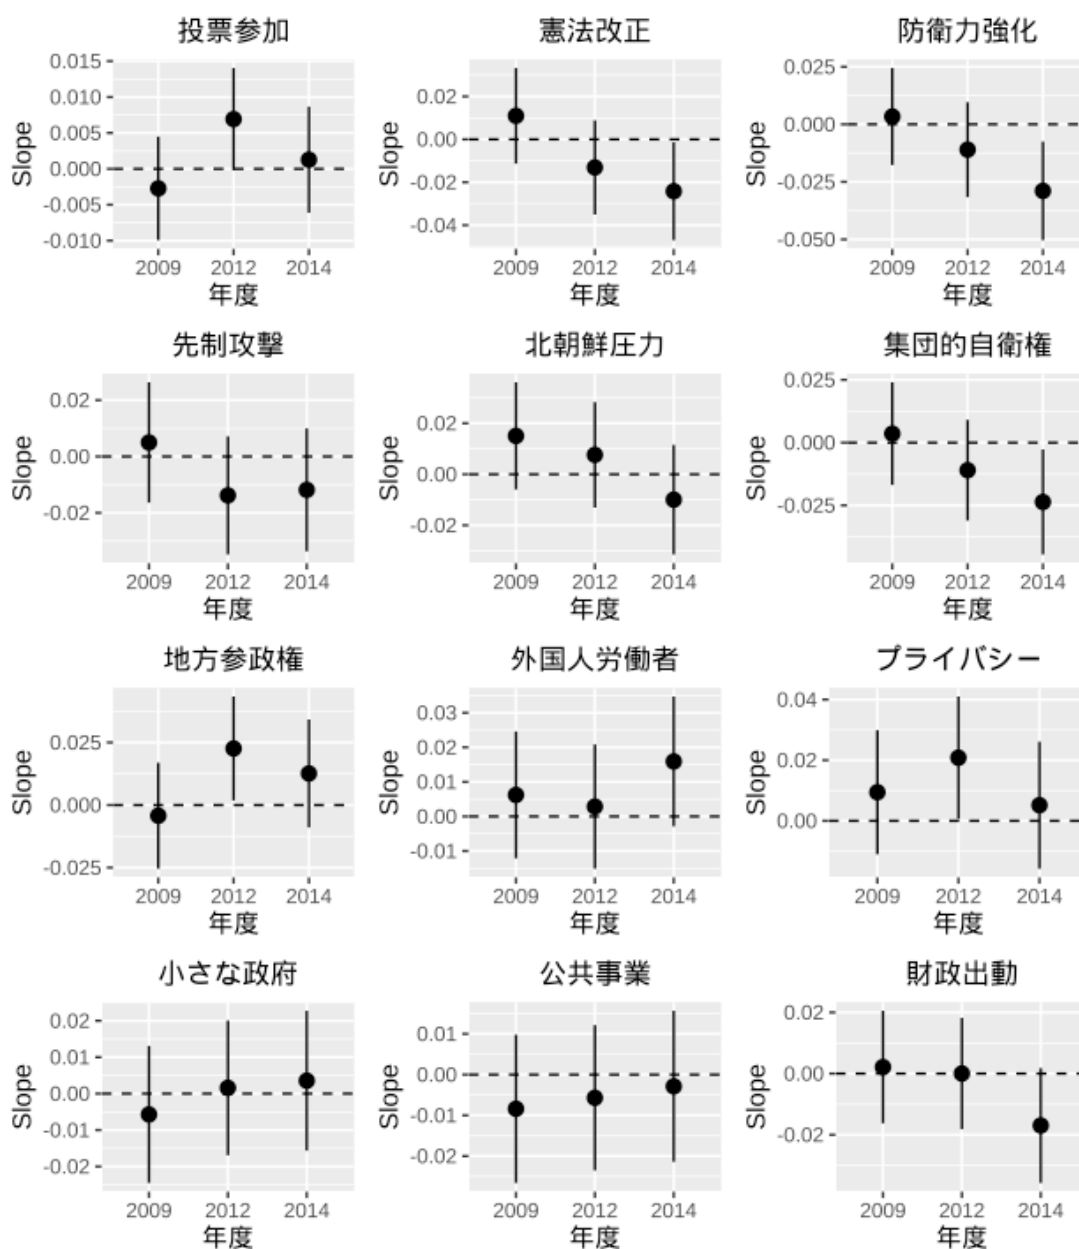 投票参加
0.015
0.010
0.005
0.000
-0.005
-0.010
Slope
2009 2012 2014
年度
憲法改正
0.02
0.00
-0.02
-0.04
Slope
2009 2012 2014
年度
防衛力強化
0.025
0.000
-0.025
-0.050
Slope
2009 2012 2014
年度
先制攻撃
0.02
0.00
-0.02
Slope
2009 2012 2014
年度
北朝鮮圧力
0.02
0.00
-0.02
Slope
2009 2012 2014
年度
集団的自衛権
0.025
0.000
-0.025
Slope
2009 2012 2014
年度
地方参政権
0.025
0.000
-0.025
Slope
2009 2012 2014
年度
外国人労働者
0.03
0.02
0.01
0.00
-0.01
Slope
2009 2012 2014
年度
プライバシー
0.04
0.02
0.00
Slope
2009 2012 2014
年度
小さな政府
0.02
0.01
0.00
-0.01
-0.02
Slope
2009 2012 2014
年度
公共事業
0.01
0.00
-0.01
-0.02
Slope
2009 2012 2014
年度
財政出動
0.02
0.00
-0.02
Slope
2009 2012 2014
年度